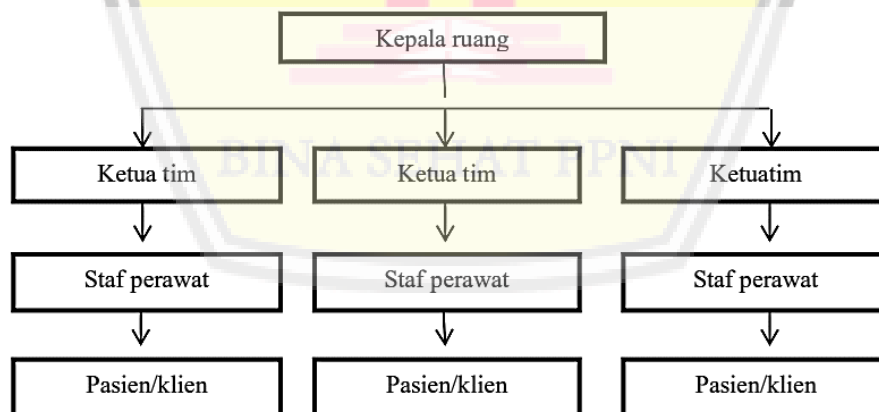 Kepala ruang
BINA SEHAT PPNI
Ketua tim
Ketua tim
Ketuatim
Staf perawat
Staf perawat
Staf perawat
Pasien/klien
Pasien/klien
Pasien/klien